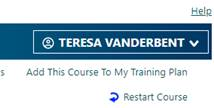 Help
TERESA VANDERBENT
s Add This Course To My Training Plan
Restart Course